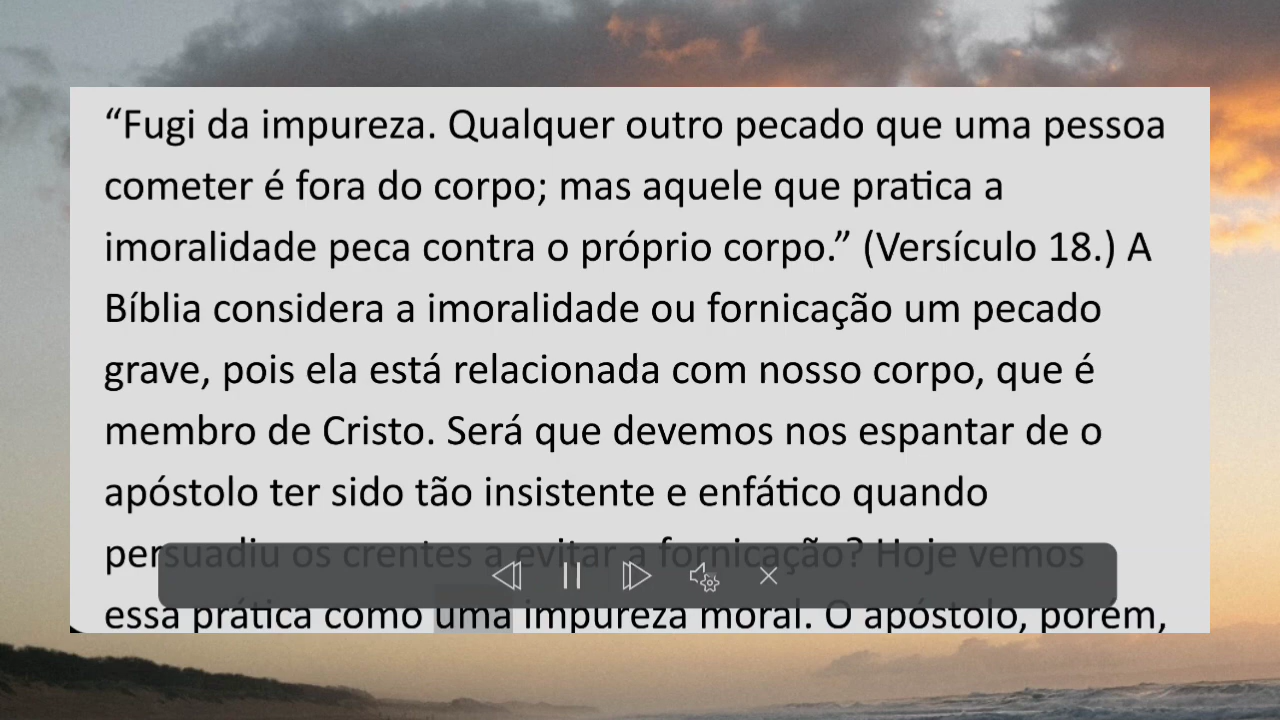 “Fugi da impureza. Qualquer outro pecado que uma pessoa
cometer é fora do corpo; mas aquele que pratica a
imoralidade peca contra o próprio corpo.” (Versículo 18.) A
Bíblia considera a imoralidade ou fornicação um pecado
grave, pois ela está relacionada com nosso corpo, que é
membro de Cristo. Será que devemos nos espantar de o
apóstolo ter sido tão insistente e enfático quando
persuadiu os crentes a evitar a fornicação? Hoje vemos
essa prática como uma impureza moral. O apóstolo, porém,